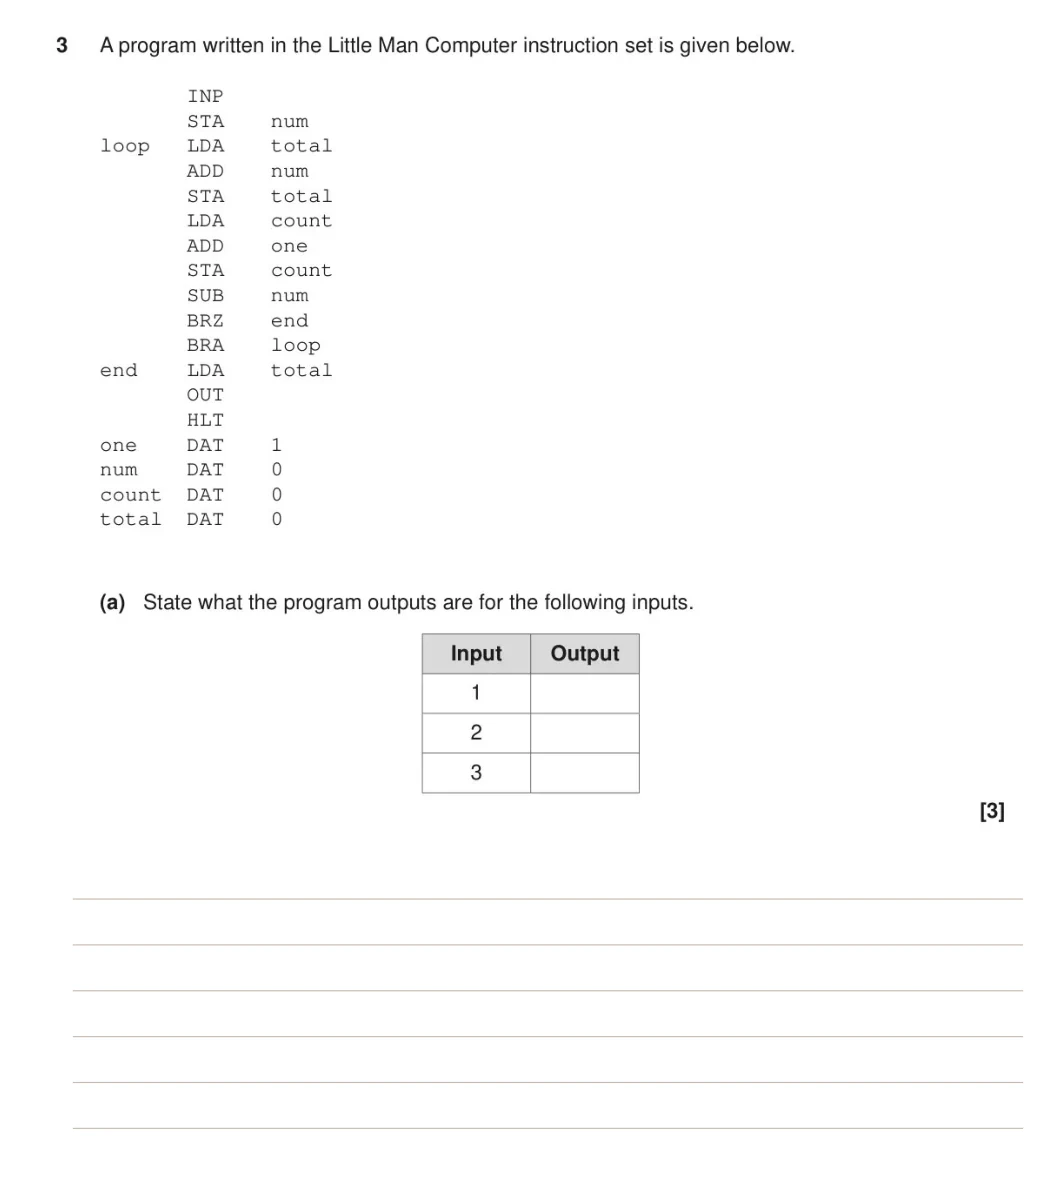 3 A program written in the Little Man Computer instruction set is given below.
INP
STA num
loop LDA total
ADD num
STA total
LDA count
ADD one
STA count
SUB num
BRZ end
BRA loop
end LDA total
OUT
HLT
one DAT 1
num DAT 0
count DAT 0
total DAT 0
(a) State what the program outputs are for the following inputs.
Input Output
1
2
3
[3]